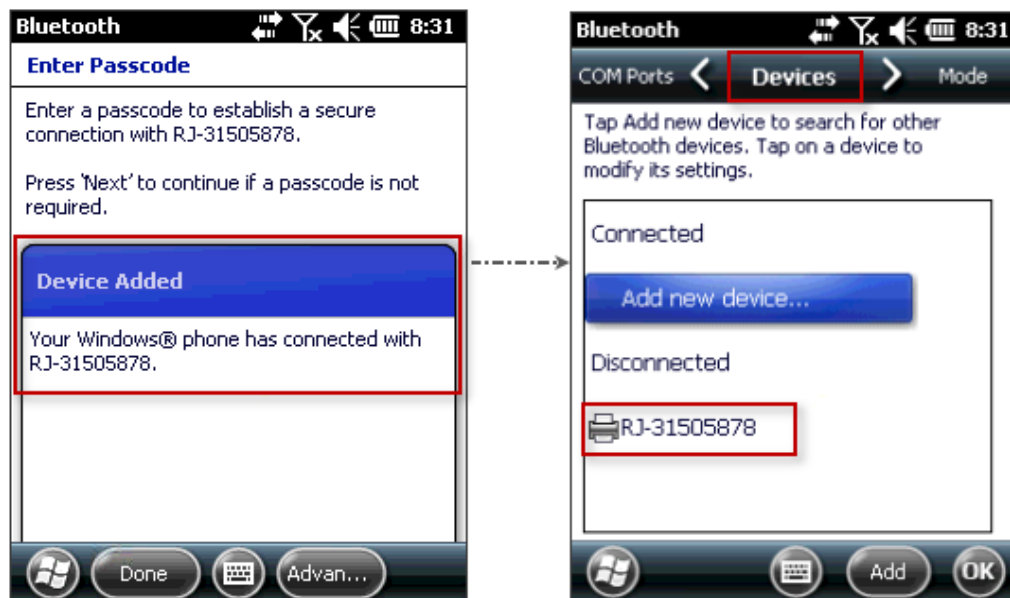 Bluetooth 8:31
Enter Passcode
Enter a passcode to establish a secure
connection with RJ-31505878.
Press 'Next' to continue if a passcode is not
required.
Device Added
Your Windows® phone has connected with
RJ-31505878.
Done Advan...
Bluetooth 8:31
COM Ports Devices Mode
Tap Add new device to search for other
Bluetooth devices. Tap on a device to
modify its settings.
Connected
Add new device...
Disconnected
RJ-31505878
Add OK